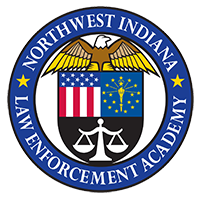 NORTHWEST INDIANA
LAW ENFORCEMENT ACADEMY